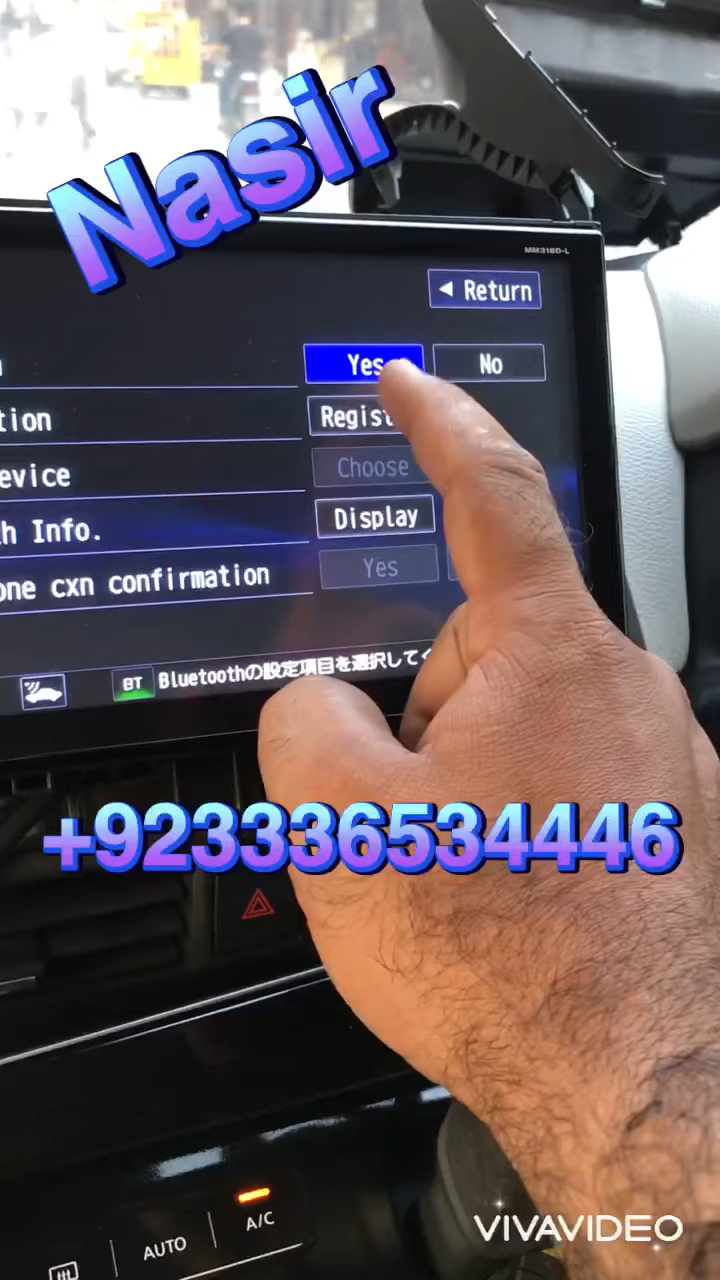 Nasir
MM318D-L
◀ Return
Yes No
tion Regist
evice Choose
h Info. Display
one cxn confirmation Yes
BT Bluetoothの設定項目を選択してく
+923336534446
A/C
AUTO
VIVAVIDEO